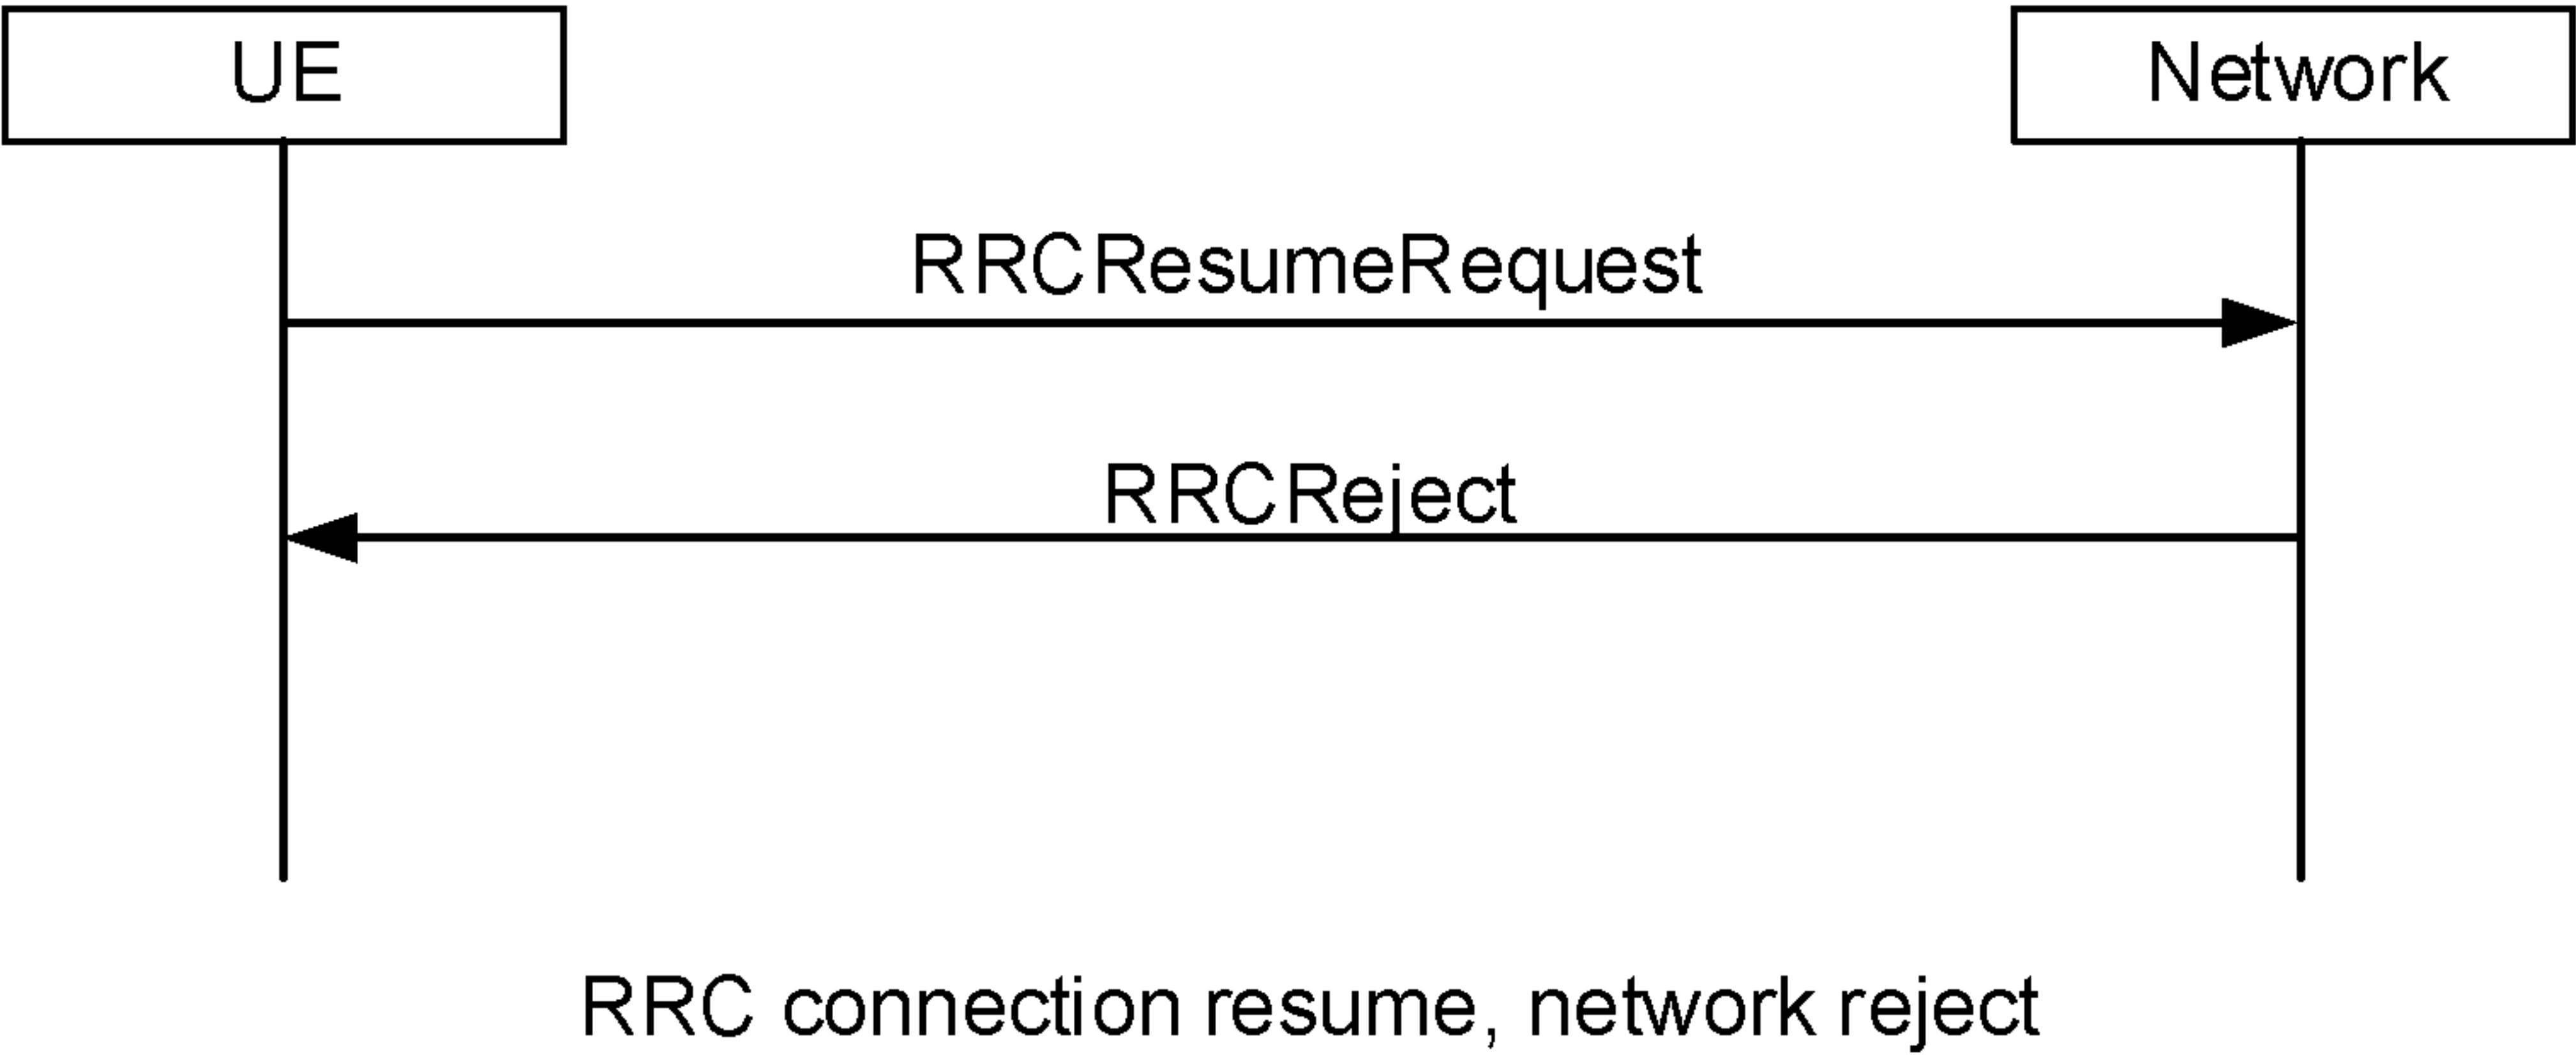 UE
Network
RRCResumeRequest
RRCReject
RRC connection resume, network reject